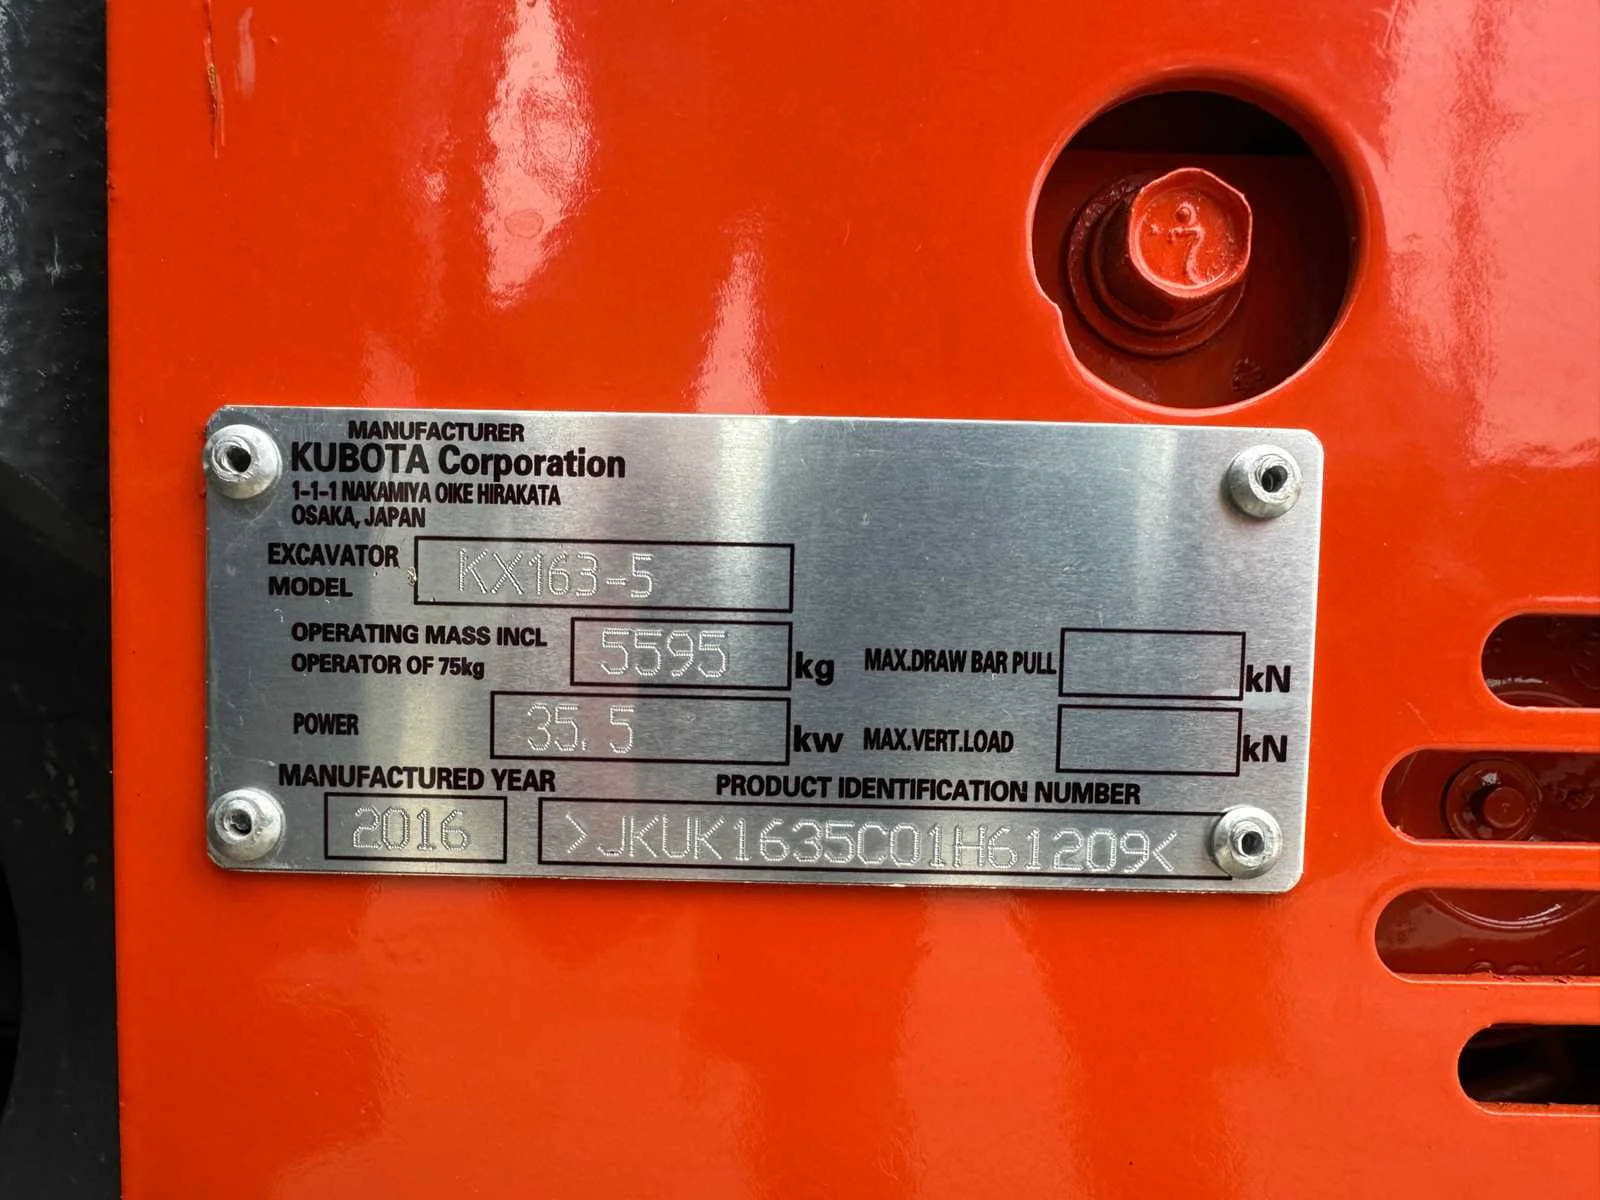 MANUFACTURER
KUBOTA Corporation
1-1-1 NAKAMIYA OIKE HIRAKATA
OSAKA, JAPAN
EXCAVATOR MODEL KX163-5
OPERATING MASS INCL
OPERATOR OF 75kg 5595 kg
MAX.DRAW BAR PULL kN
POWER 35.5 kw
MAX.VERT.LOAD kN
MANUFACTURED YEAR
2016
PRODUCT IDENTIFICATION NUMBER
>JKUK1635C01H61209<
7